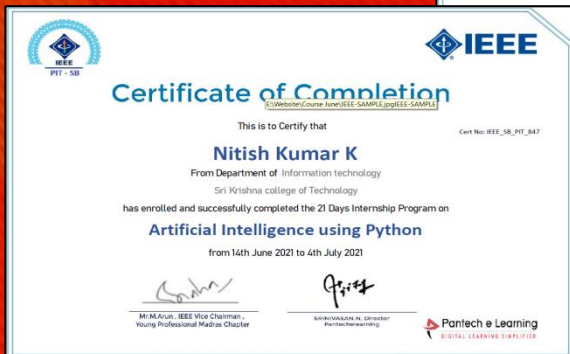 IEEE
PIT - SB
IEEE
Certificate of Completion
E:\Website\Course June\IEEE-SAMPLE.jpgIEEE-SAMPLE
This is to Certify that
Cert No: IEEE_SB_PIT_847
Nitish Kumar K
From Department of Information technology
Sri Krishna college of Technology
has enrolled and successfully completed the 21 Days Internship Program on
Artificial Intelligence using Python
from 14th June 2021 to 4th July 2021
Mr.M.Arun , IEEE Vice Chairman ,
Young Professional Madras Chapter
SRINIVASAN.N, Director
Pantechelearning
Pantech e Learning
DIGITAL LEARNING SIMPLIFIED